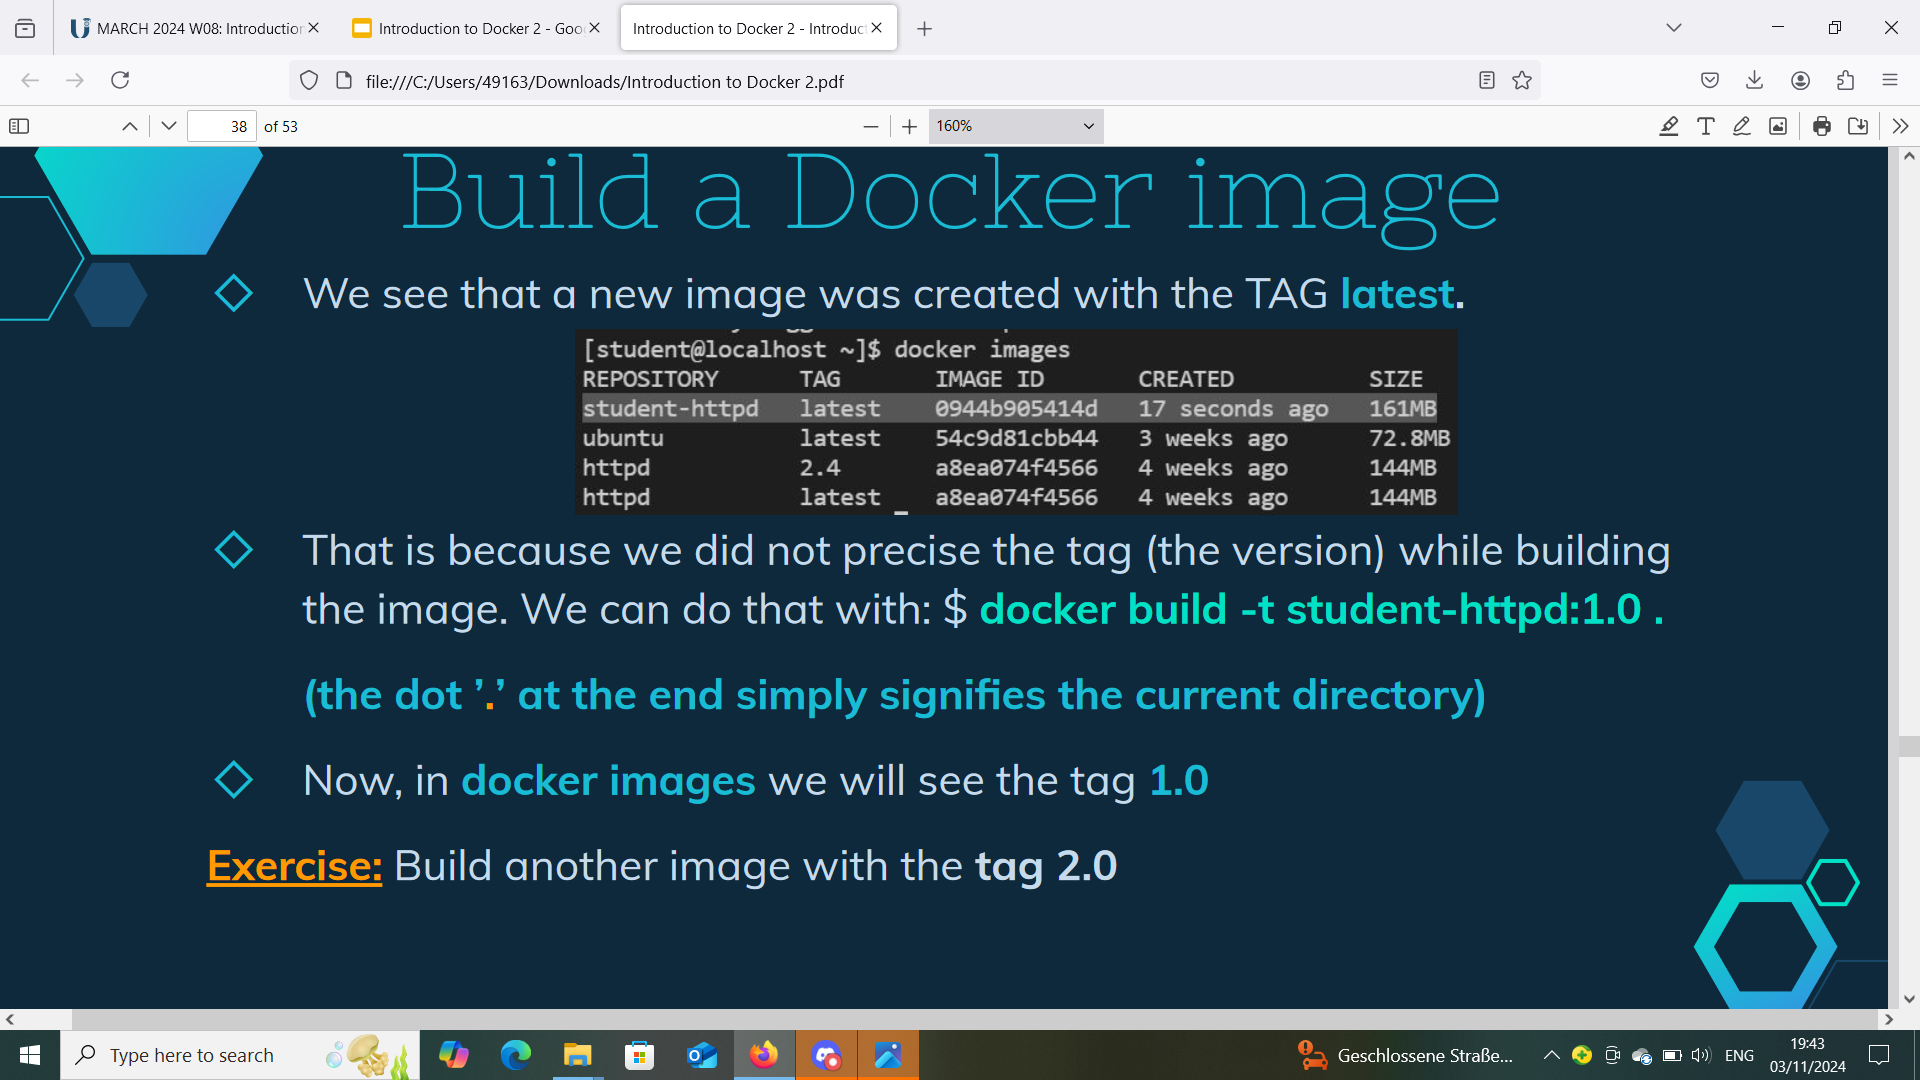 MARCH 2024 W08: Introduction
Introduction to Docker 2 - Goo
Introduction to Docker 2 - Introduc
file:///C:/Users/49163/Downloads/Introduction to Docker 2.pdf
38 of 53
160%
Build a Docker image
We see that a new image was created with the TAG latest.
[student@localhost ~]$ docker images
REPOSITORY TAG IMAGE ID CREATED SIZE
student-httpd latest 0944b905414d 17 seconds ago 161MB
ubuntu latest 54c9d81cbb44 3 weeks ago 72.8MB
httpd 2.4 a8ea074f4566 4 weeks ago 144MB
httpd latest a8ea074f4566 4 weeks ago 144MB
That is because we did not precise the tag (the version) while building
the image. We can do that with: $ docker build -t student-httpd:1.0 .
(the dot ’.’ at the end simply signifies the current directory)
Now, in docker images we will see the tag 1.0
Exercise: Build another image with the tag 2.0
Type here to search
Geschlossene Straße...
ENG
19:43
03/11/2024